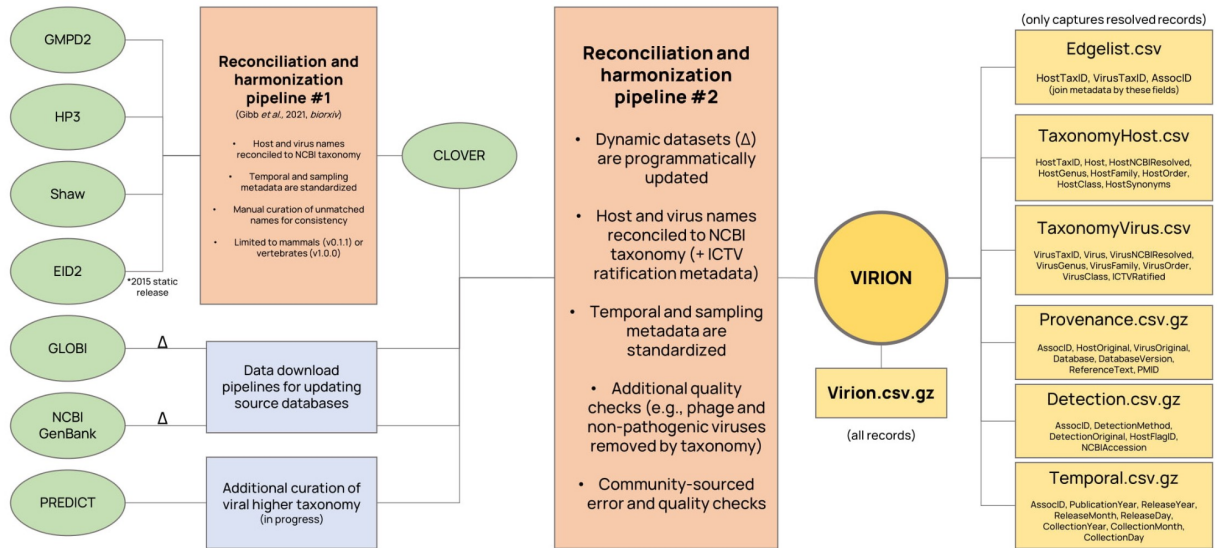 GMPD2
HP3
Shaw
EID2
*2015 static
release
GLOBI
Δ
NCBI
GenBank
Δ
PREDICT
Reconciliation and
harmonization
pipeline #1
(Gibb et al., 2021, biorxiv)
• Host and virus names
reconciled to NCBI taxonomy
• Temporal and sampling
metadata are standardized
• Manual curation of
unmatched names for consistency
• Limited to mammals (v0.1.1) or
vertebrates (v1.0.0)
Data download
pipelines for updating
source databases
Additional curation of
viral higher taxonomy
(in progress)
CLOVER
Reconciliation and
harmonization
pipeline #2
• Dynamic datasets (Δ)
are programmatically
updated
• Host and virus names
reconciled to NCBI
taxonomy (+ ICTV
ratification metadata)
• Temporal and sampling
metadata are
standardized
• Additional quality
checks (e.g., phage and
non-pathogenic viruses
removed by taxonomy)
• Community-sourced
error and quality checks
VIRION
Virion.csv.gz
(all records)
(only captures resolved records)
Edgelist.csv
HostTaxID, VirusTaxID, AssocID
(join metadata by these fields)
TaxonomyHost.csv
HostTaxID, Host, HostNCBIResolved,
HostGenus, HostFamily, HostOrder,
HostClass, HostSynonyms
TaxonomyVirus.csv
VirusTaxID, Virus, VirusNCBIResolved,
VirusGenus, VirusFamily, VirusOrder,
VirusClass, ICTVRatified
Provenance.csv.gz
AssocID, HostOriginal, VirusOriginal,
Database, DatabaseVersion,
ReferenceText, PMID
Detection.csv.gz
AssocID, DetectionMethod,
DetectionOriginal, HostFlagID,
NCBIAccession
Temporal.csv.gz
AssocID, PublicationYear, ReleaseYear,
ReleaseMonth, ReleaseDay,
CollectionYear, CollectionMonth,
CollectionDay